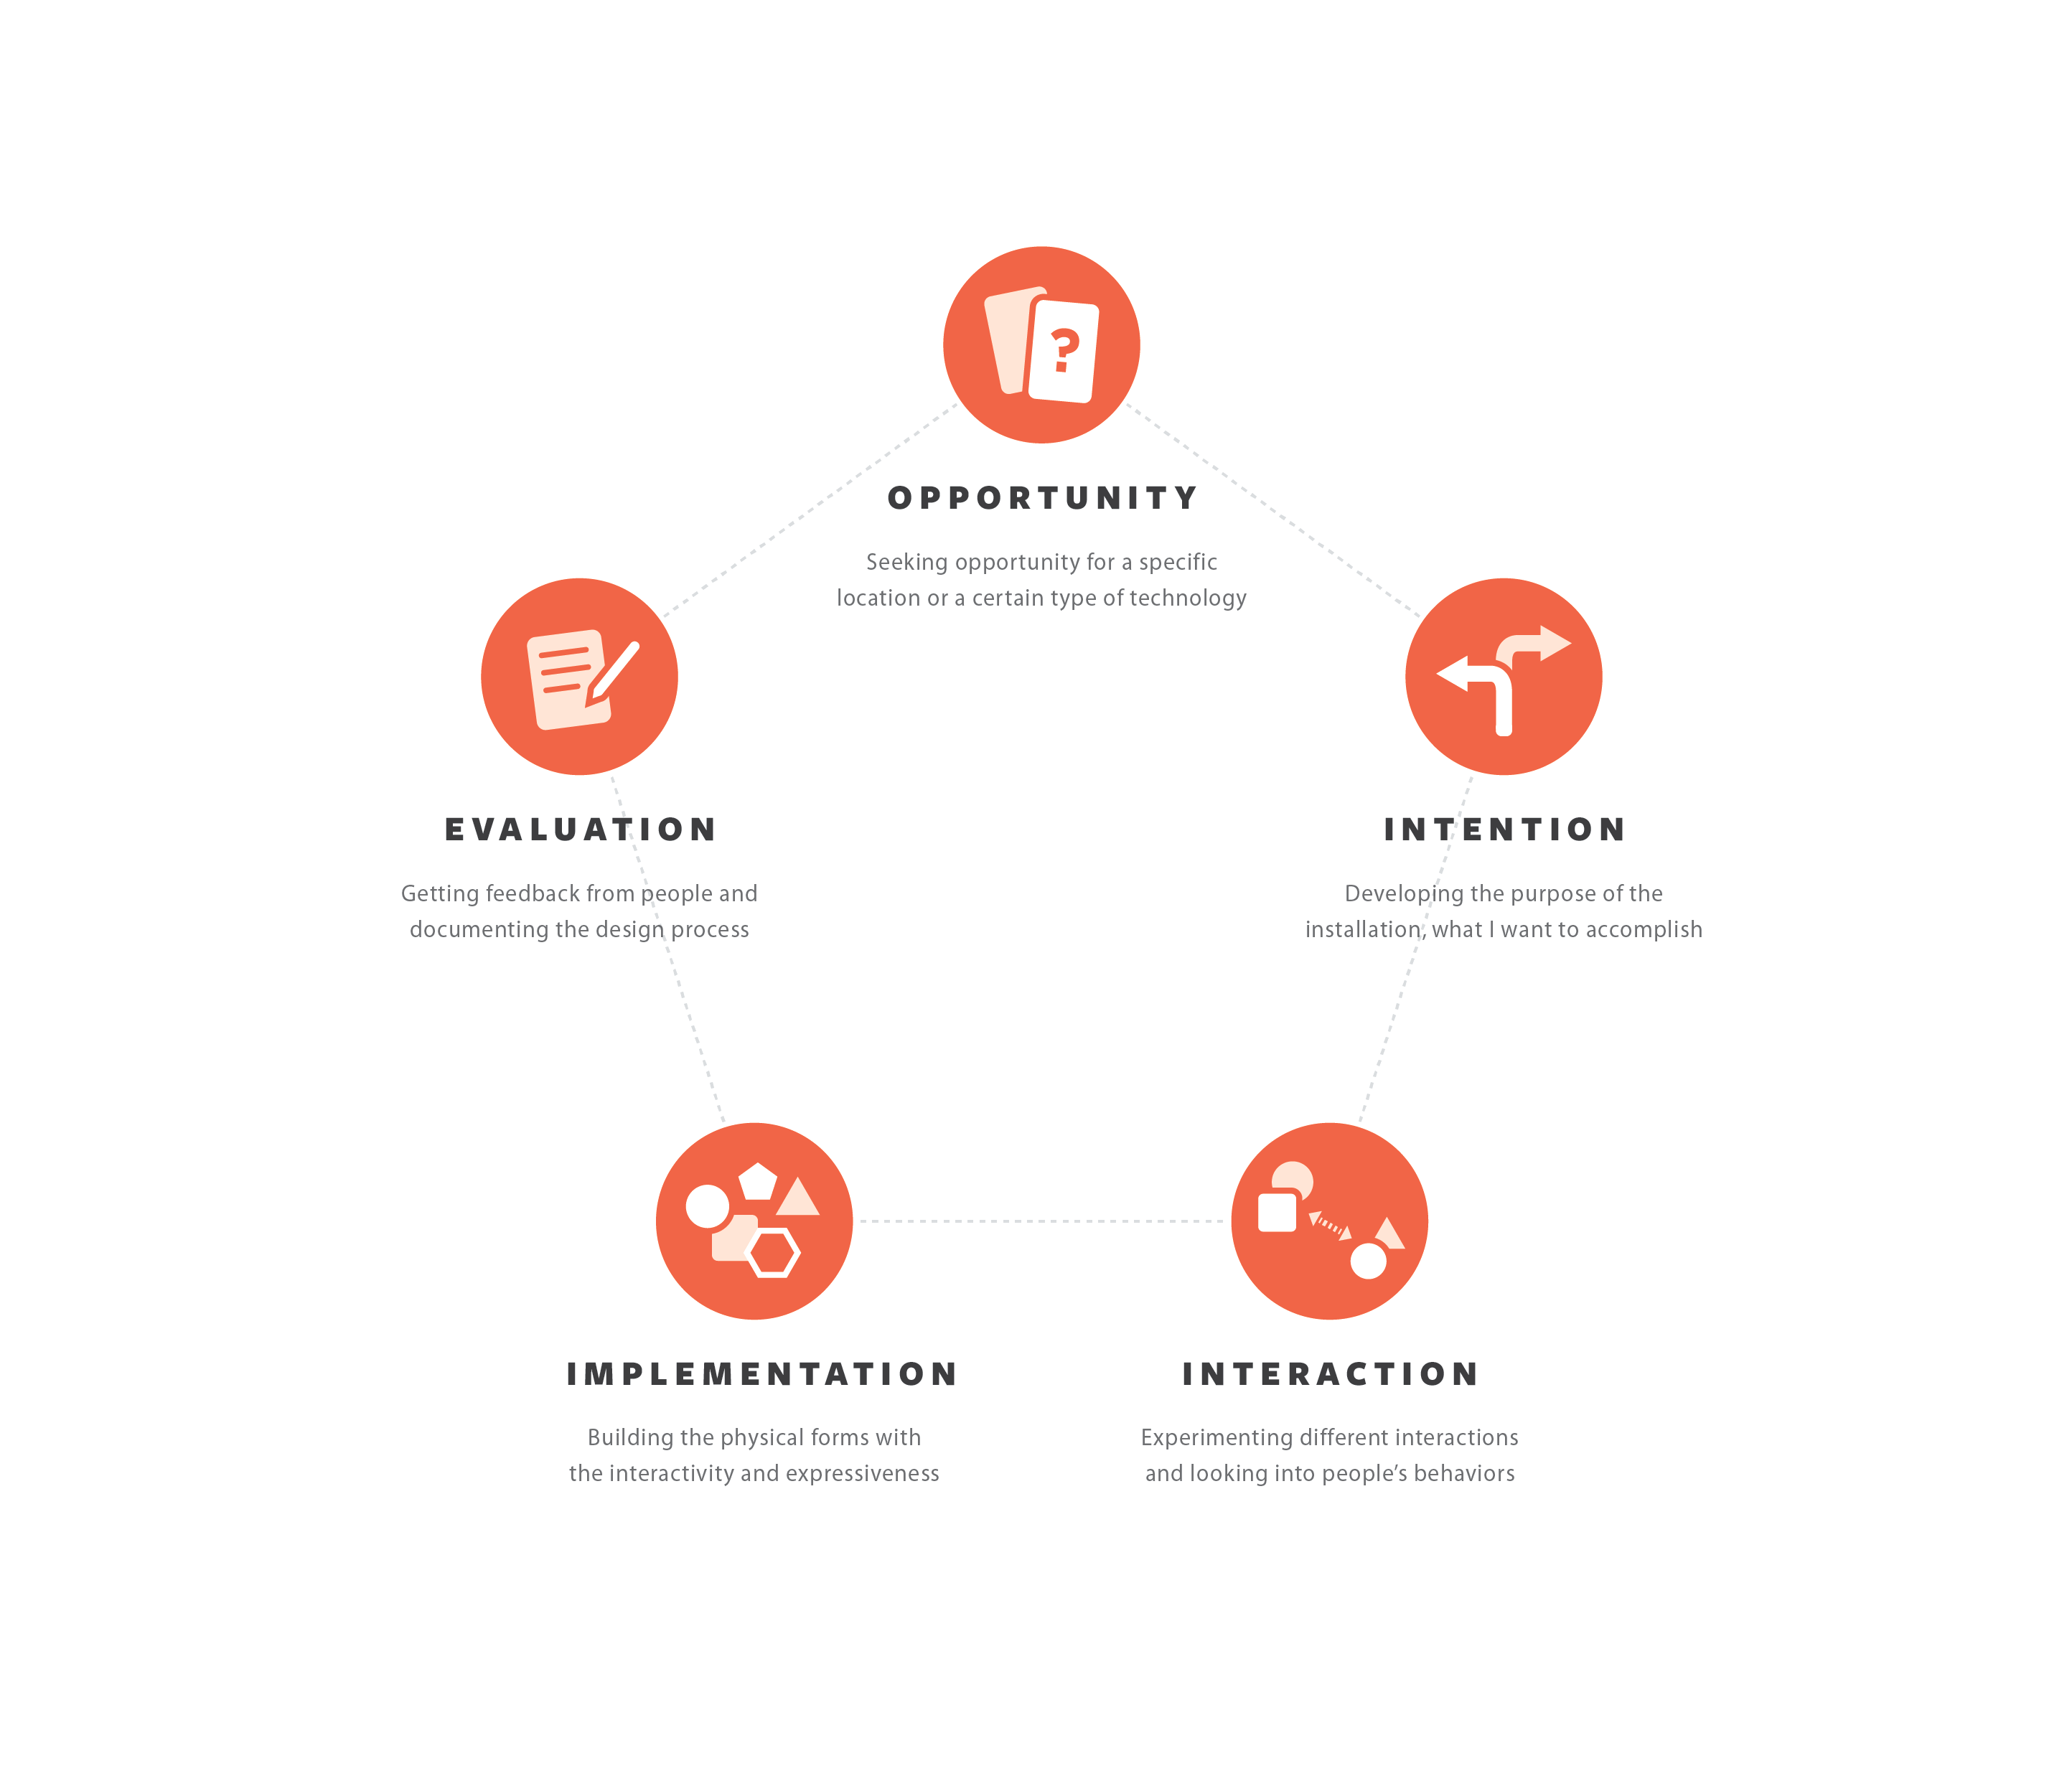 ?
OPPORTUNITY
Seeking opportunity for a specific
location or a certain type of technology
EVALUATION
Getting feedback from people and
documenting the design process
INTENTION
Developing the purpose of the
installation, what I want to accomplish
IMPLEMENTATION
Building the physical forms with
the interactivity and expressiveness
INTERACTION
Experimenting different interactions
and looking into people’s behaviors